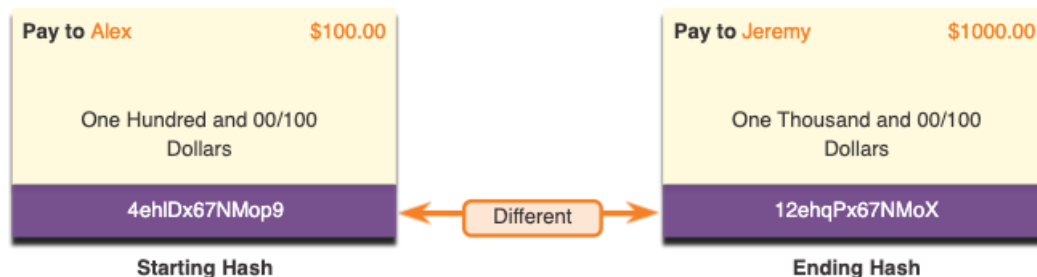 Pay to Alex $100.00
One Hundred and 00/100
Dollars
4ehIDx67NMop9
Starting Hash
Different
Pay to Jeremy $1000.00
One Thousand and 00/100
Dollars
12ehqPx67NMoX
Ending Hash